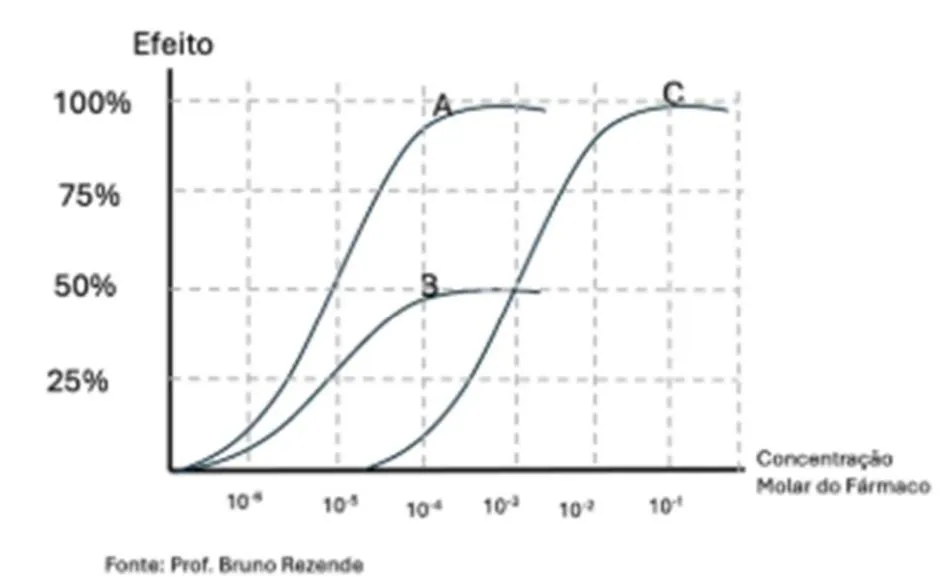 Efeito
100%
A
C
75%
50%
B
25%
10⁻⁶ 10⁻⁵ 10⁻⁴ 10⁻³ 10⁻² 10⁻¹
Concentração
Molar do Fármaco
Fonte: Prof. Bruno Rezende